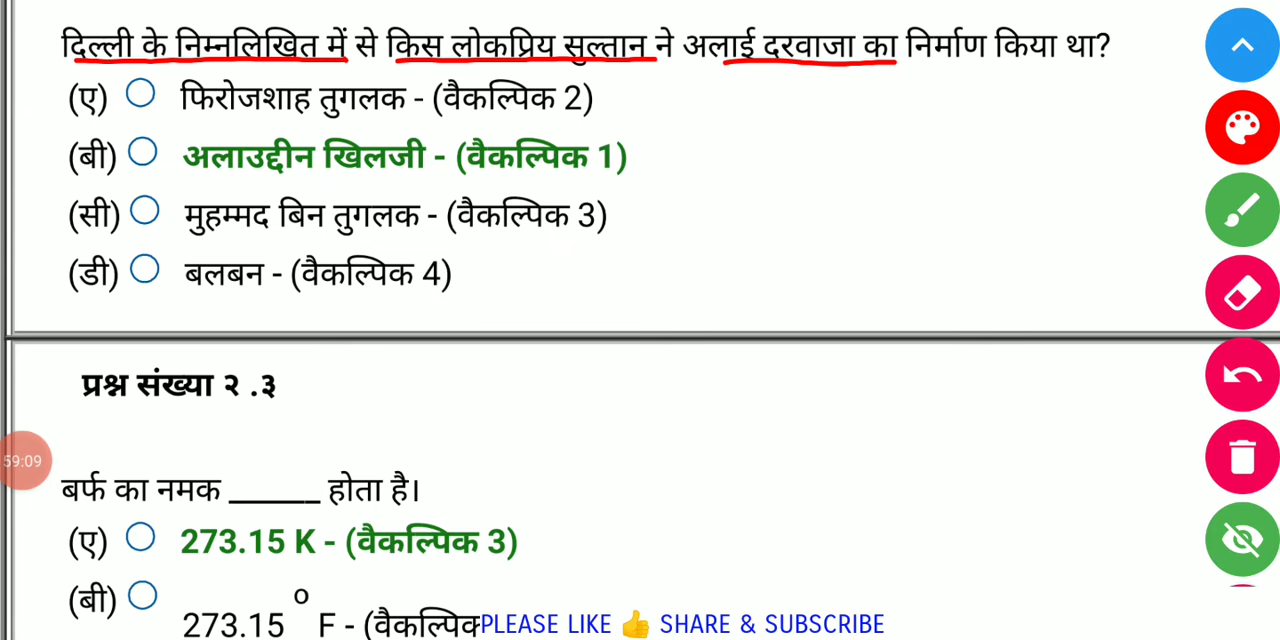 दिल्ली के निम्नलिखित में से किस लोकप्रिय सुल्तान ने अलाई दरवाजा का निर्माण किया था?
(ए) फिरोजशाह तुगलक - (वैकल्पिक 2)
(बी) अलाउद्दीन खिलजी - (वैकल्पिक 1)
(सी) मुहम्मद बिन तुगलक - (वैकल्पिक 3)
(डी) बलबन - (वैकल्पिक 4)
प्रश्न संख्या २ .३
59:09
बर्फ का नमक ______ होता है।
(ए) 273.15 K - (वैकल्पिक 3)
(बी) 273.15 ° F - (वैकल्पिक
PLEASE LIKE 👍 SHARE & SUBSCRIBE